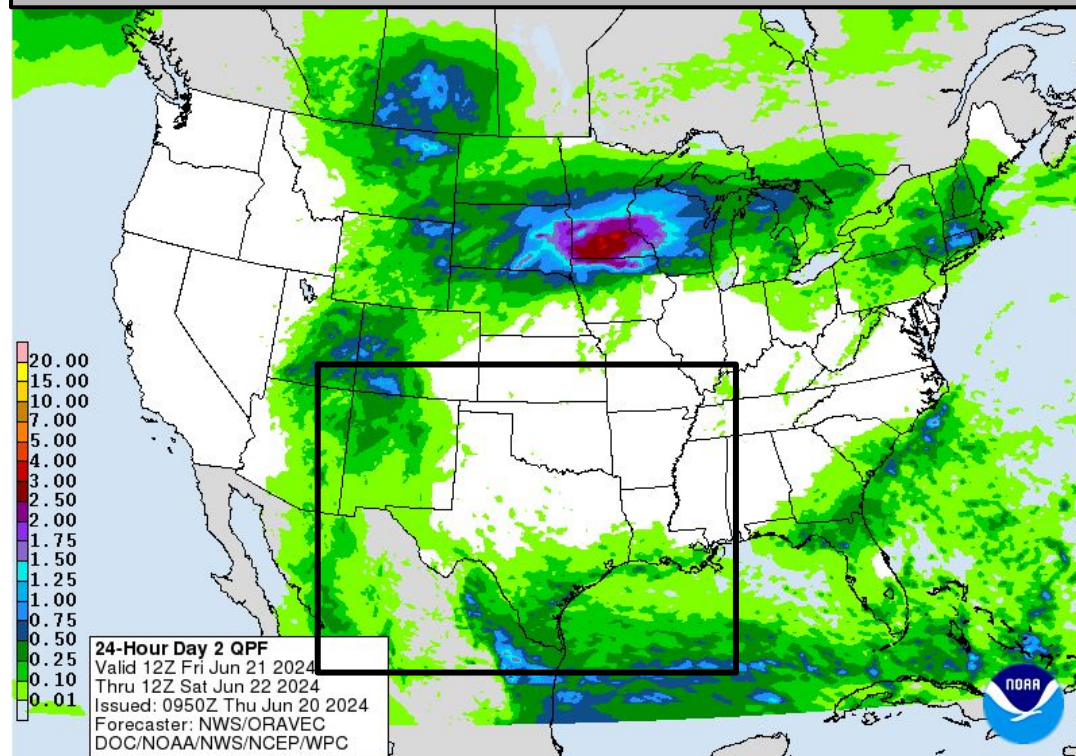 20.00
15.00
10.00
7.00
5.00
4.00
3.00
2.50
2.00
1.75
1.50
1.25
1.00
0.75
0.50
0.25
0.10
0.01
24-Hour Day 2 QPF
Valid 12Z Fri Jun 21 2024
Thru 12Z Sat Jun 22 2024
Issued: 0950Z Thu Jun 20 2024
Forecaster: NWS/ORAVEC
DOC/NOAA/NWS/NCEP/WPC
NOAA